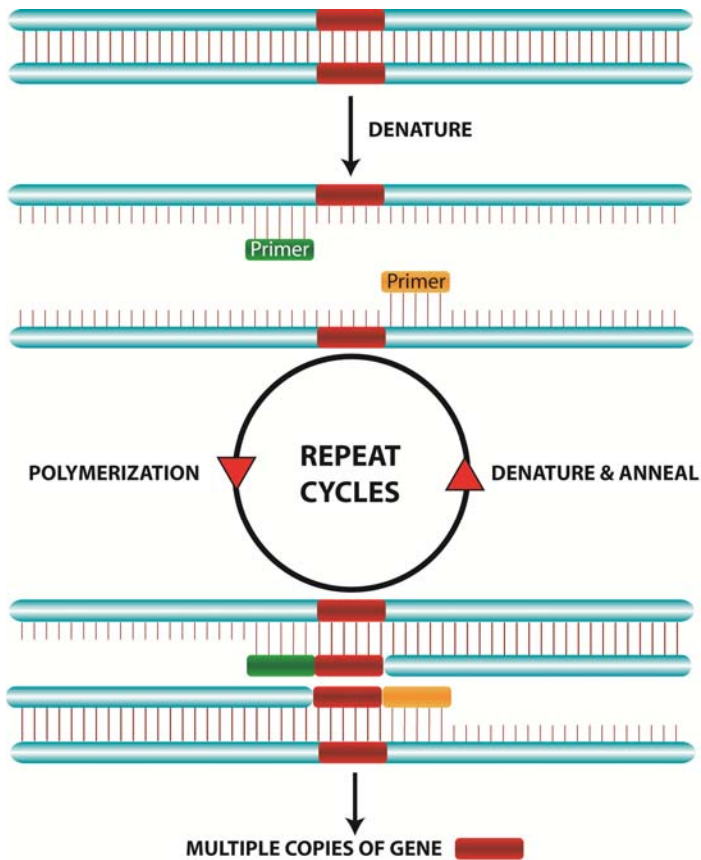 DENATURE
Primer
Primer
POLYMERIZATION
REPEAT
CYCLES
DENATURE & ANNEAL
MULTIPLE COPIES OF GENE